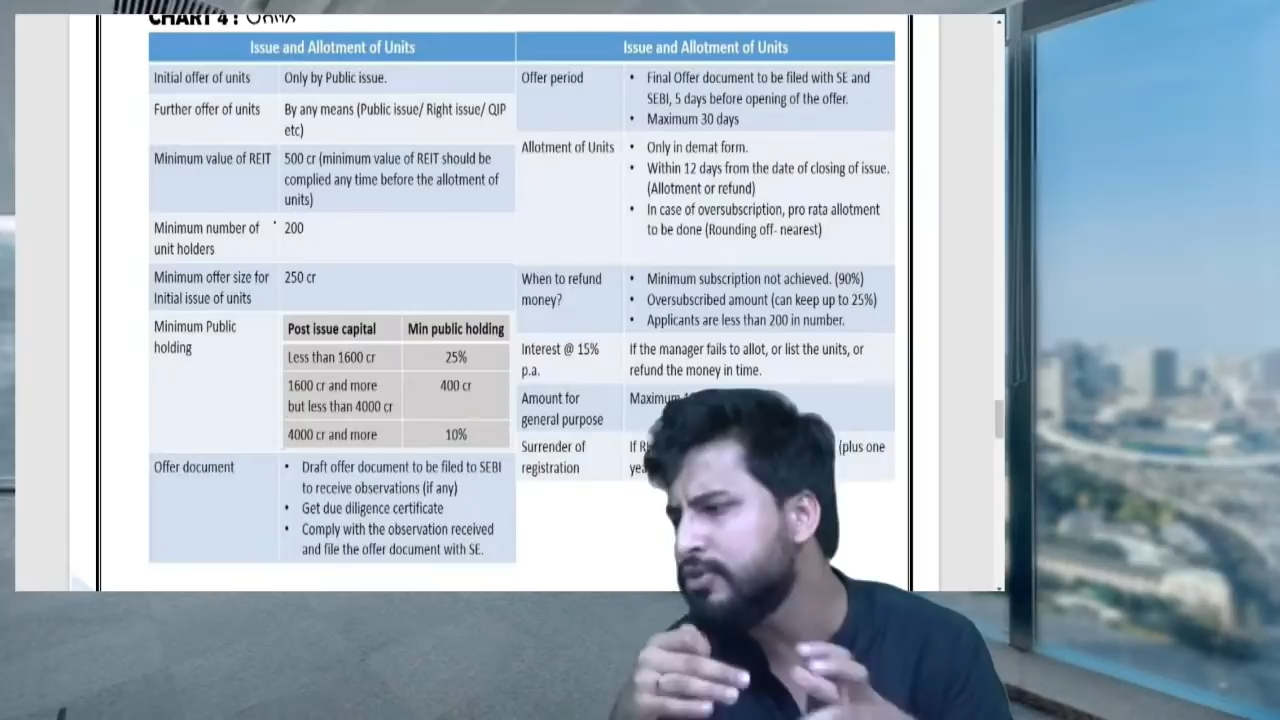 CHART 4 :
Issue and Allotment of Units
Initial offer of units
Only by Public issue.
Further offer of units
By any means (Public issue/ Right issue/ QIP
etc)
Minimum value of REIT
500 cr (minimum value of REIT should be
complied any time before the allotment of
units)
Minimum number of
unit holders
200
Minimum offer size for
Initial issue of units
250 cr
Minimum Public
holding
Post issue capital
Min public holding
Less than 1600 cr
25%
1600 cr and more
but less than 4000 cr
400 cr
4000 cr and more
10%
Offer document
• Draft offer document to be filed to SEBI
to receive observations (if any)
• Get due diligence certificate
• Comply with the observation received
and file the offer document with SE.
Issue and Allotment of Units
Offer period
• Final Offer document to be filed with SE and
SEBI, 5 days before opening of the offer.
• Maximum 30 days
Allotment of Units
• Only in demat form.
• Within 12 days from the date of closing of issue.
(Allotment or refund)
• In case of oversubscription, pro rata allotment
to be done (Rounding off- nearest)
When to refund
money?
• Minimum subscription not achieved. (90%)
• Oversubscribed amount (can keep up to 25%)
• Applicants are less than 200 in number.
Interest @ 15%
p.a.
If the manager fails to allot, or list the units, or
refund the money in time.
Amount for
general purpose
Maximum
Surrender of
registration
If
(plus one